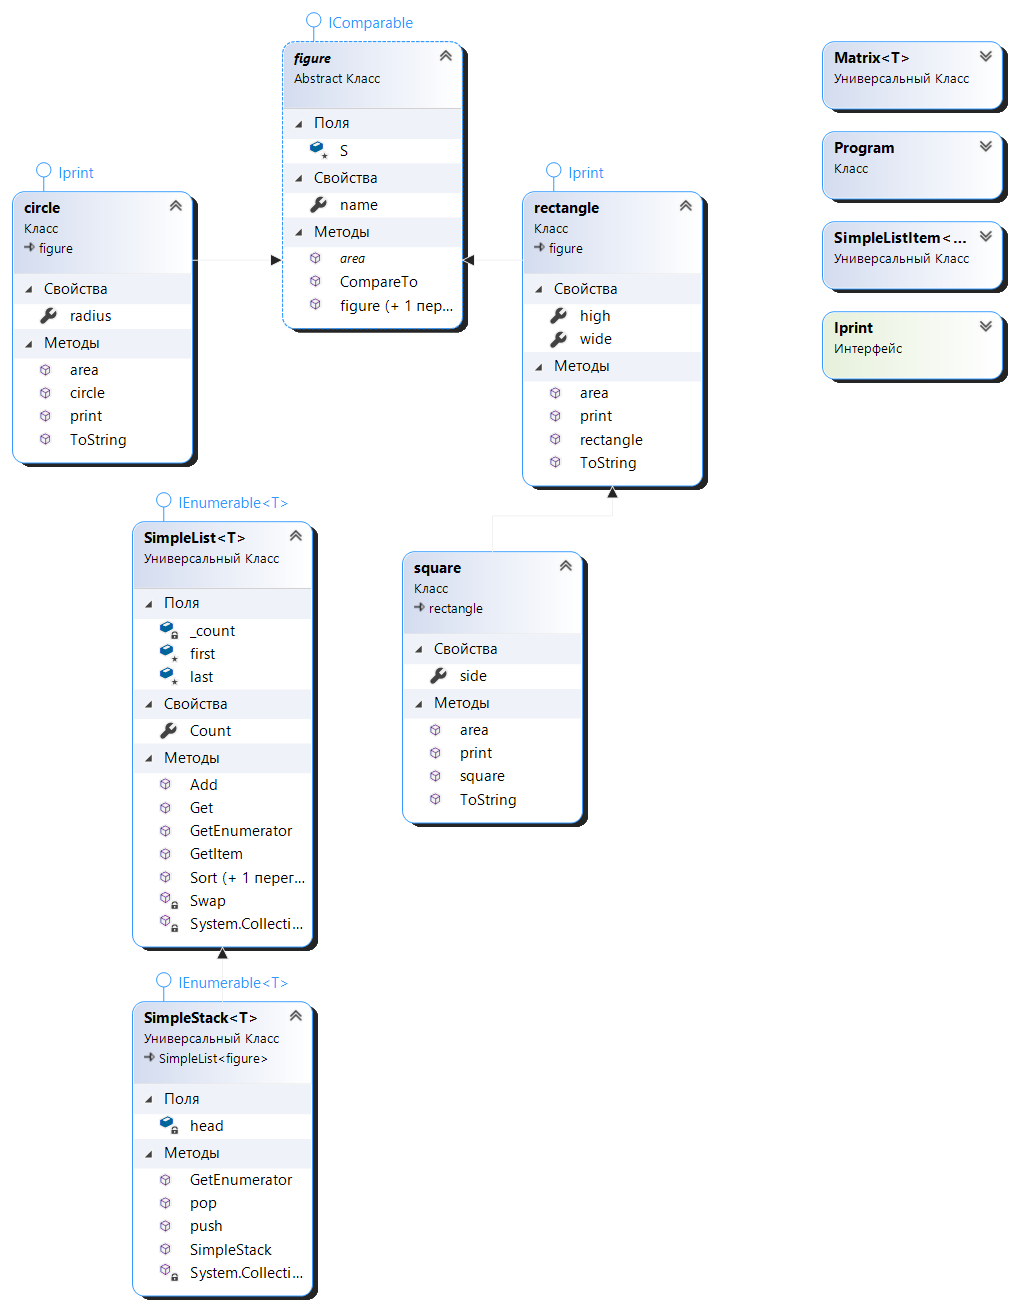 IComparable
figure
Abstract Класс
Поля
S
Свойства
name
Методы
area
CompareTo
figure (+ 1 пер...
Iprint
circle
Класс
figure
Свойства
radius
Методы
area
circle
print
ToString
Iprint
rectangle
Класс
figure
Свойства
high
wide
Методы
area
print
rectangle
ToString
Matrix<T>
Универсальный Класс
Program
Класс
SimpleListItem<...
Универсальный Класс
Iprint
Интерфейс
IEnumerable<T>
SimpleList<T>
Универсальный Класс
Поля
_count
first
last
Свойства
Count
Методы
Add
Get
GetEnumerator
GetItem
Sort (+ 1 перег...
Swap
System.Collecti...
square
Класс
rectangle
Свойства
side
Методы
area
print
square
ToString
IEnumerable<T>
SimpleStack<T>
Универсальный Класс
SimpleList<figure>
Поля
head
Методы
GetEnumerator
pop
push
SimpleStack
System.Collecti...